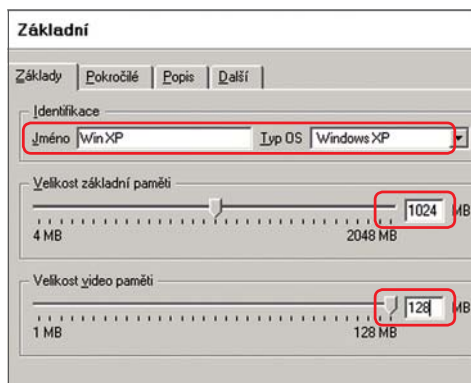 Základní
Základy Pokročilé Popis Další
Identifikace
Jméno Win XP Typ OS Windows XP
Velikost základní paměti
1024 MB
4 MB 2048 MB
Velikost video paměti
128 MB
1 MB 128 MB